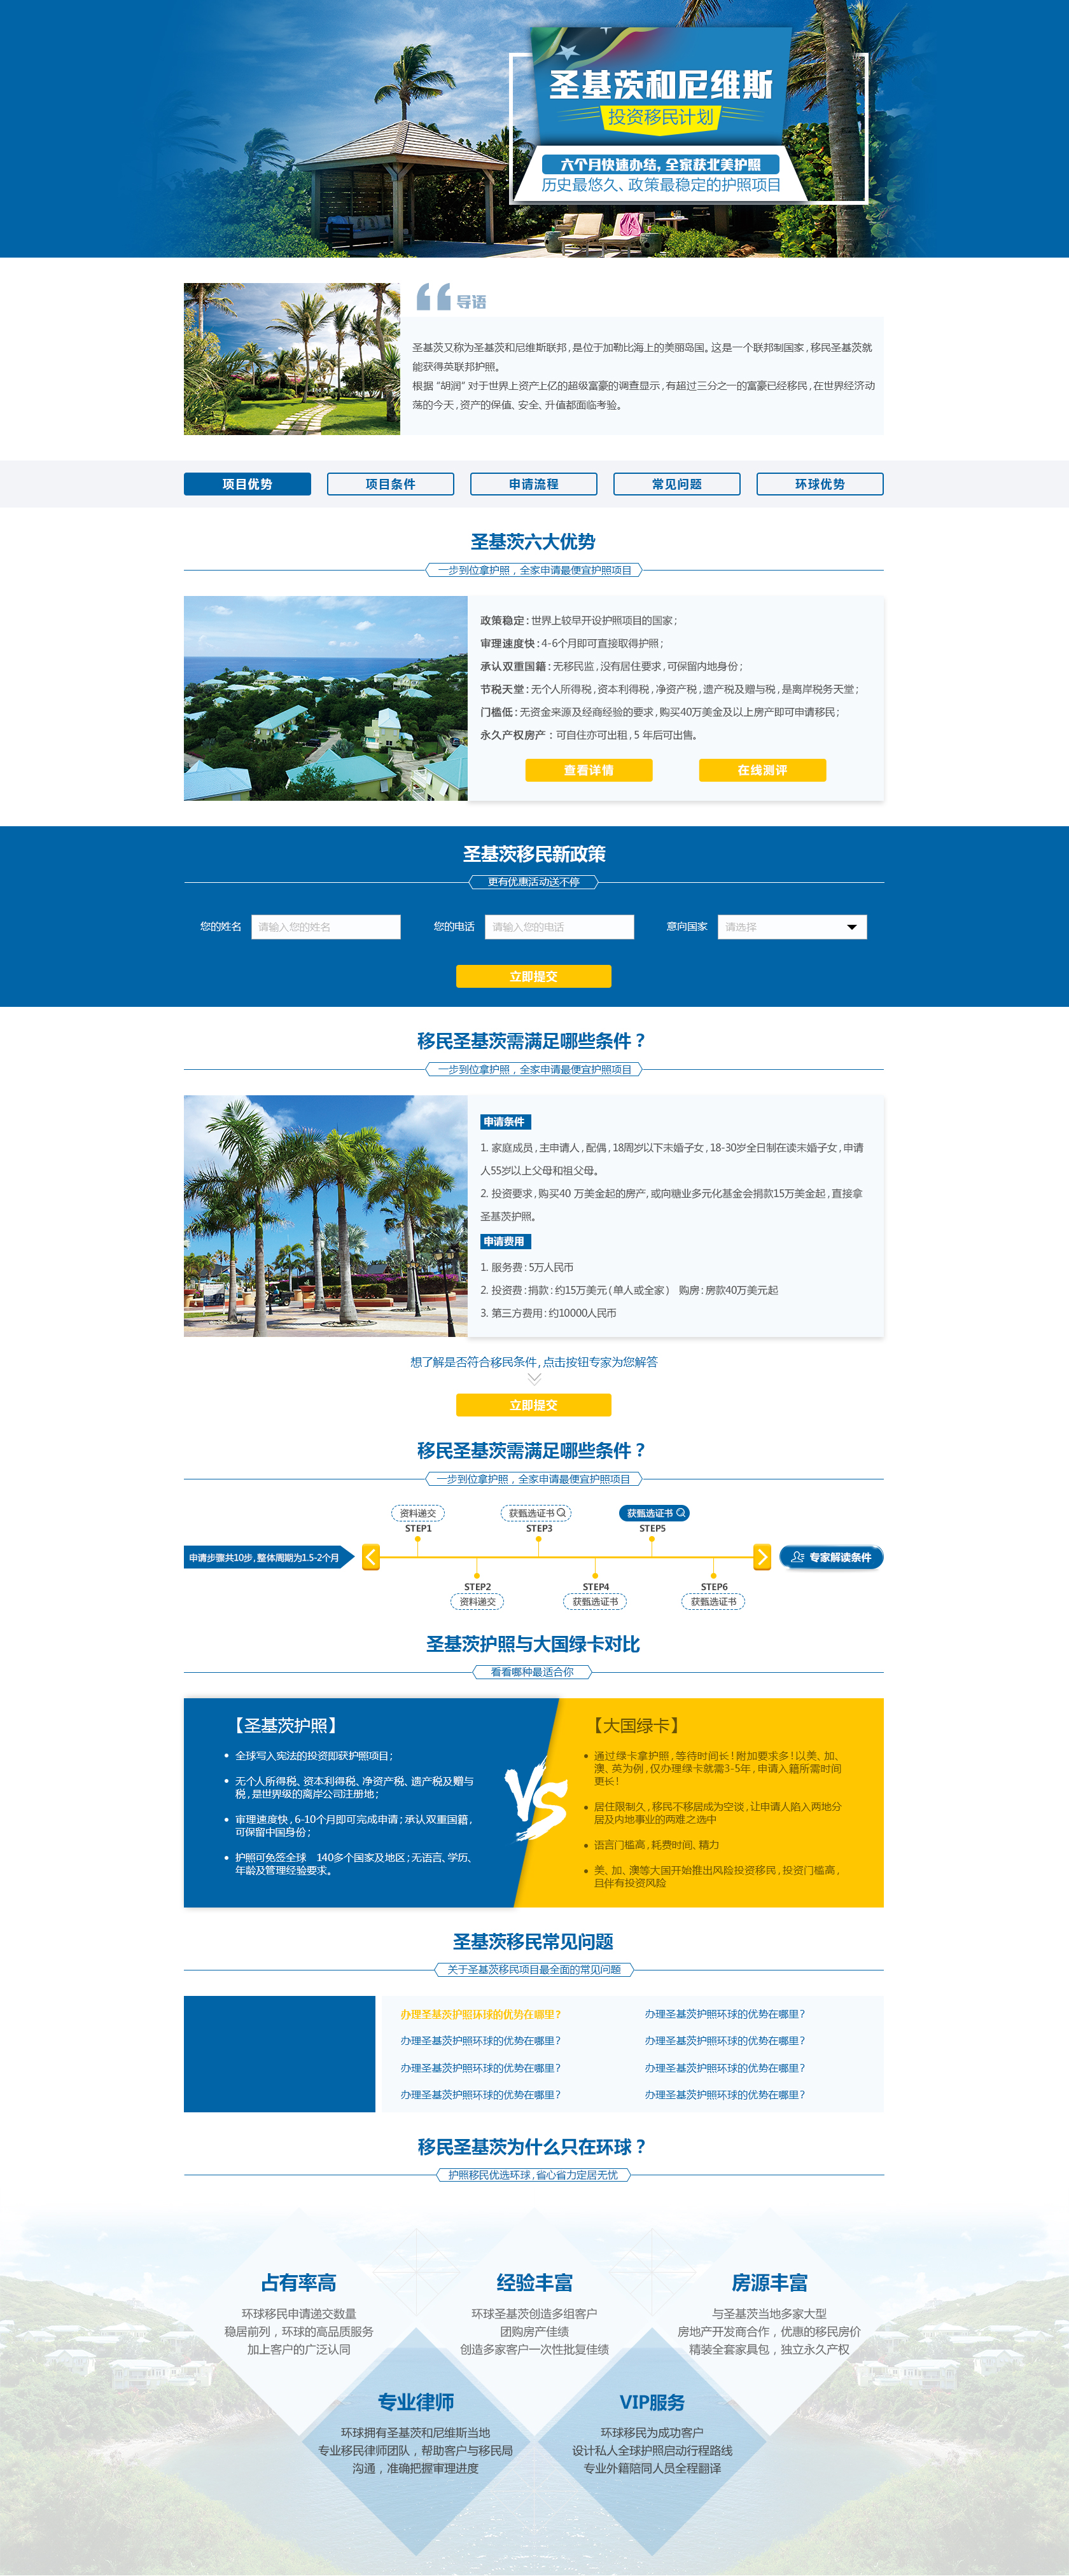 圣基茨和尼维斯
投资移民计划
六个月快速办结,全家获北美护照
历史最悠久、政策最稳定的护照项目
导语
圣基茨又称为圣基茨和尼维斯联邦,是位于加勒比海上的美丽岛国。这是一个联邦制国家,移民圣基茨就
能获得英联邦护照。
根据“胡润”对于世界上资产上亿的超级富豪的调查显示,有超过三分之一的富豪已经移民,在世界经济动
荡的今天,资产的保值、安全、升值都面临考验。
项目优势 项目条件 申请流程 常见问题 环球优势
圣基茨六大优势
一步到位拿护照，全家申请最便宜护照项目
政策稳定:世界上较早开设护照项目的国家;
审理速度快:4-6个月即可直接取得护照;
承认双重国籍:无移民监,没有居住要求,可保留内地身份;
节税天堂:无个人所得税,资本利得税,净资产税,遗产税及赠与税,是离岸税务天堂;
门槛低:无资金来源及经商经验的要求,购买40万美金及以上房产即可申请移民;
永久产权房产：可自住亦可出租,5 年后可出售。
查看详情 在线测评
圣基茨移民新政策
更有优惠活动送不停
您的姓名 请输入您的姓名 您的电话 请输入您的电话 意向国家 请选择
立即提交
移民圣基茨需满足哪些条件？
一步到位拿护照，全家申请最便宜护照项目
申请条件
1. 家庭成员,主申请人,配偶,18周岁以下未婚子女,18-30岁全日制在读未婚子女,申请
人55岁以上父母和祖父母。
2. 投资要求,购买40 万美金起的房产,或向糖业多元化基金会捐款15万美金起,直接拿
圣基茨护照。
申请费用
1. 服务费:5万人民币
2. 投资费:捐款:约15万美元(单人或全家) 购房:房款40万美元起
3. 第三方费用:约10000人民币
想了解是否符合移民条件,点击按钮专家为您解答
立即提交
移民圣基茨需满足哪些条件？
一步到位拿护照，全家申请最便宜护照项目
资料递交 获甄选证书 获甄选证书
STEP1 STEP3 STEP5
申请步骤共10步,整体周期为1.5-2个月
专家解读条件
STEP2 STEP4 STEP6
资料递交 获甄选证书 获甄选证书
圣基茨护照与大国绿卡对比
看看哪种最适合你
【圣基茨护照】
全球写入宪法的投资即获护照项目;
无个人所得税、资本利得税、净资产税、遗产税及赠与
税,是世界级的离岸公司注册地;
审理速度快,6-10个月即可完成申请;承认双重国籍,
可保留中国身份;
护照可免签全球 140多个国家及地区;无语言、学历、
年龄及管理经验要求。
VS
【大国绿卡】
通过绿卡拿护照,等待时间长!附加要求多!以美、加、
澳、英为例,仅办理绿卡就需3-5年,申请入籍所需时间
更长!
居住限制久,移民不移居成为空谈,让申请人陷入两地分
居及内地事业的两难之选中
语言门槛高,耗费时间、精力
美、加、澳等大国开始推出风险投资移民,投资门槛高,
且伴有投资风险
圣基茨移民常见问题
关于圣基茨移民项目最全面的常见问题
办理圣基茨护照环球的优势在哪里? 办理圣基茨护照环球的优势在哪里?
办理圣基茨护照环球的优势在哪里? 办理圣基茨护照环球的优势在哪里?
办理圣基茨护照环球的优势在哪里? 办理圣基茨护照环球的优势在哪里?
办理圣基茨护照环球的优势在哪里? 办理圣基茨护照环球的优势在哪里?
移民圣基茨为什么只在环球？
护照移民优选环球,省心省力定居无忧
占有率高
环球移民申请递交数量
稳居前列，环球的高品质服务
加上客户的广泛认同
经验丰富
环球圣基茨创造多组客户
团购房产佳绩
创造多家客户一次性批复佳绩
房源丰富
与圣基茨当地多家大型
房地产开发商合作，优惠的移民房价
精装全套家具包，独立永久产权
专业律师
环球拥有圣基茨和尼维斯当地
专业移民律师团队，帮助客户与移民局
沟通，准确把握审理进度
VIP服务
环球移民为成功客户
设计私人全球护照启动行程路线
专业外籍陪同人员全程翻译